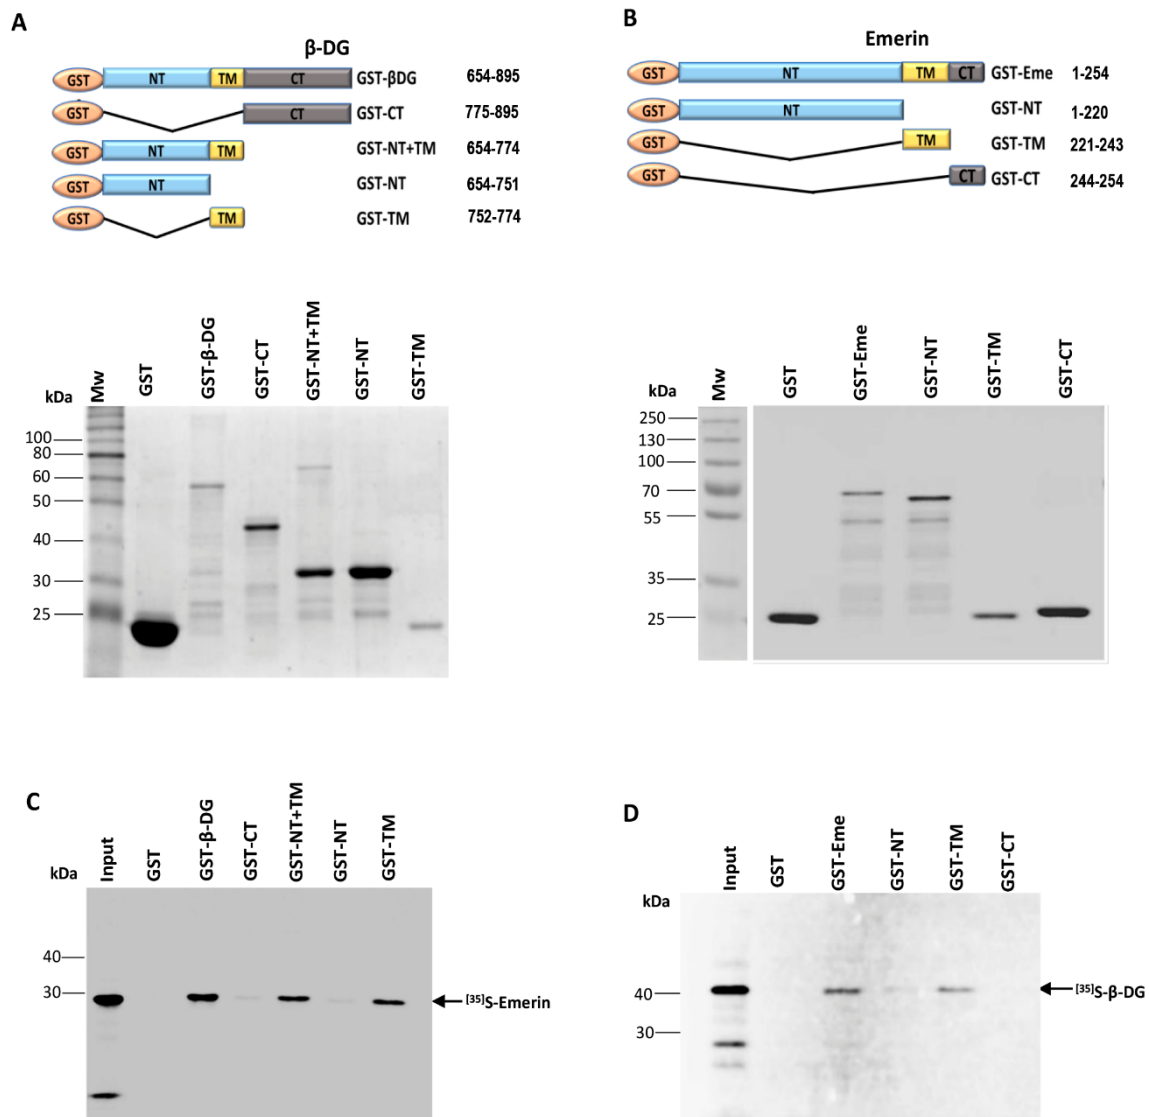 A
β-DG
GST NT TM CT GST-βDG 654-895
GST CT GST-CT 775-895
GST NT TM GST-NT+TM 654-774
GST NT GST-NT 654-751
GST TM GST-TM 752-774
B
Emerin
GST NT TM CT GST-Eme 1-254
GST NT GST-NT 1-220
GST TM GST-TM 221-243
GST CT GST-CT 244-254
kDa Mw GST GST-β-DG GST-CT GST-NT+TM GST-NT GST-TM
100
80
60
50
40
30
25
kDa Mw GST GST-Eme GST-NT GST-TM GST-CT
250
130
100
70
55
35
25
C
kDa Input GST GST-β-DG GST-CT GST-NT+TM GST-NT GST-TM
40
30
[35]S-Emerin
D
kDa Input GST GST-Eme GST-NT GST-TM GST-CT
40
30
[35]S-β-DG